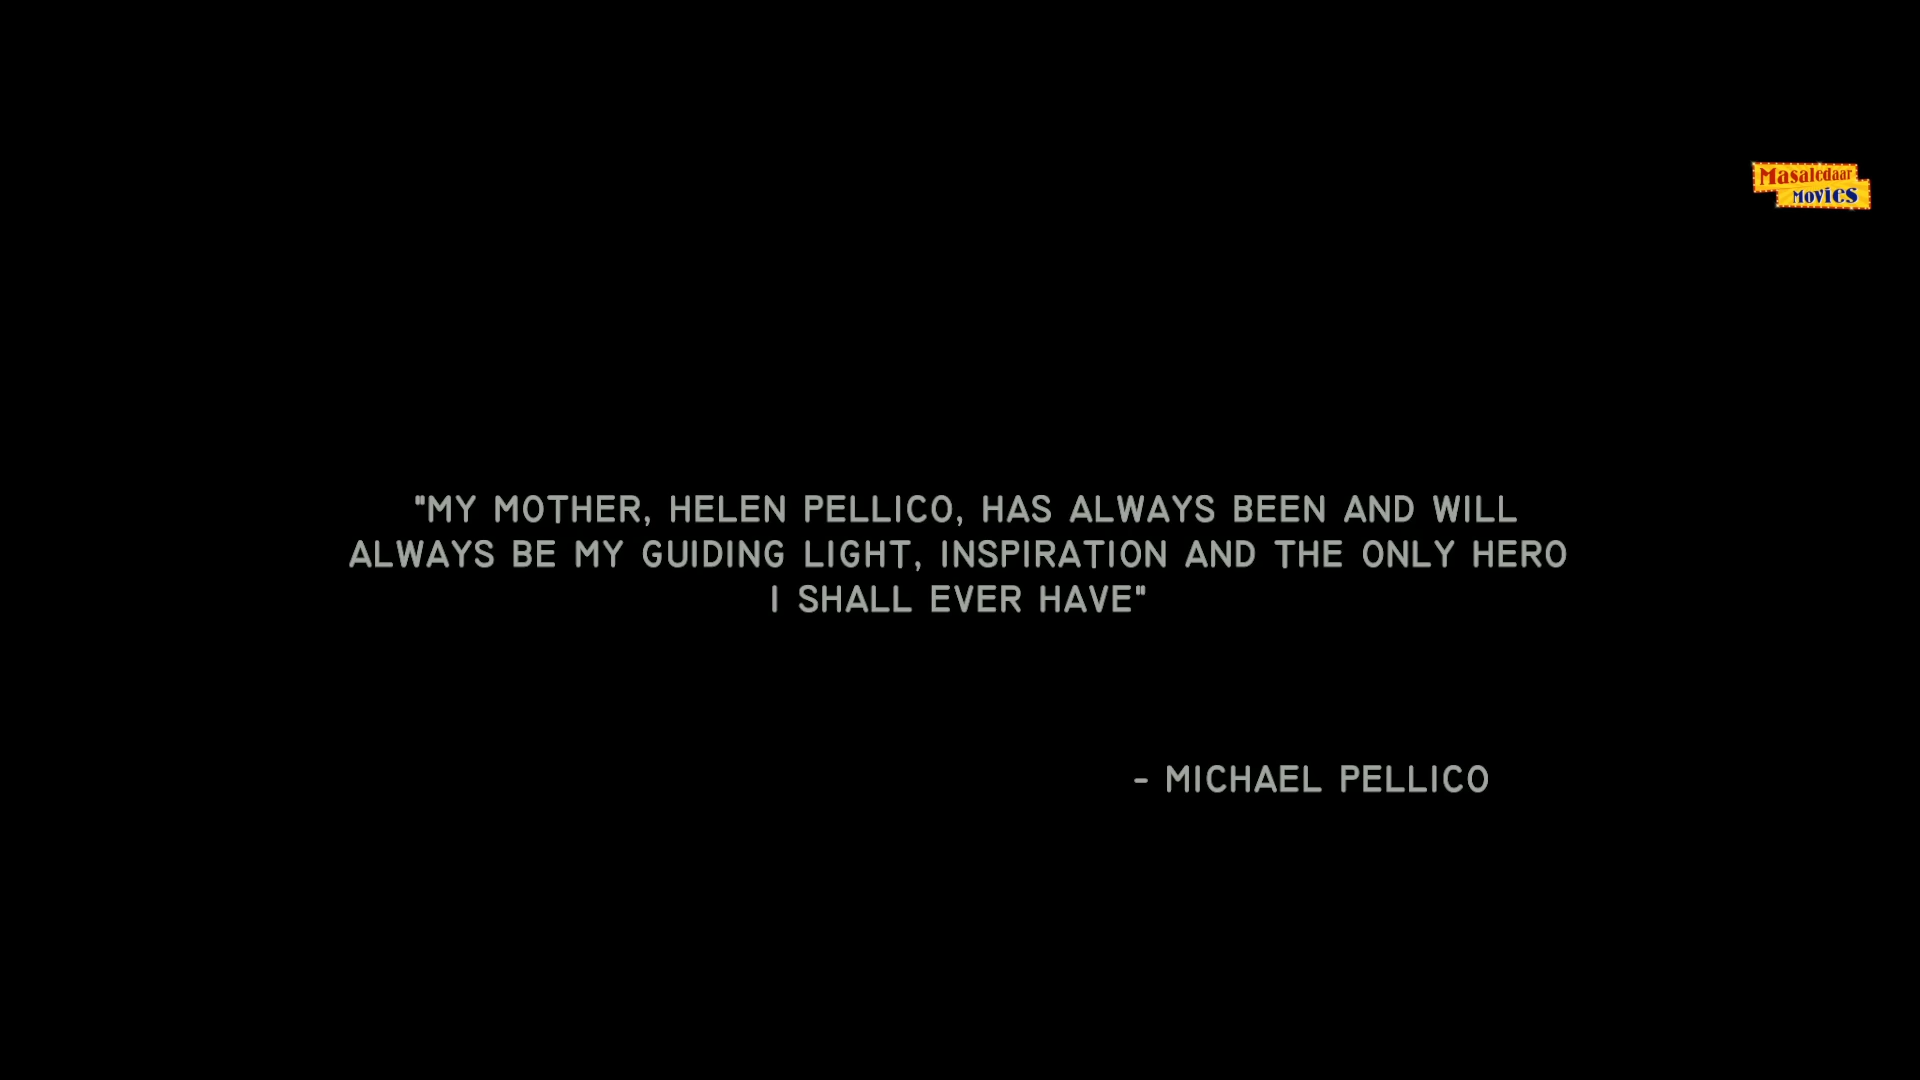 Masaledaar
Movies
"MY MOTHER, HELEN PELLICO, HAS ALWAYS BEEN AND WILL
ALWAYS BE MY GUIDING LIGHT, INSPIRATION AND THE ONLY HERO
I SHALL EVER HAVE"
- MICHAEL PELLICO